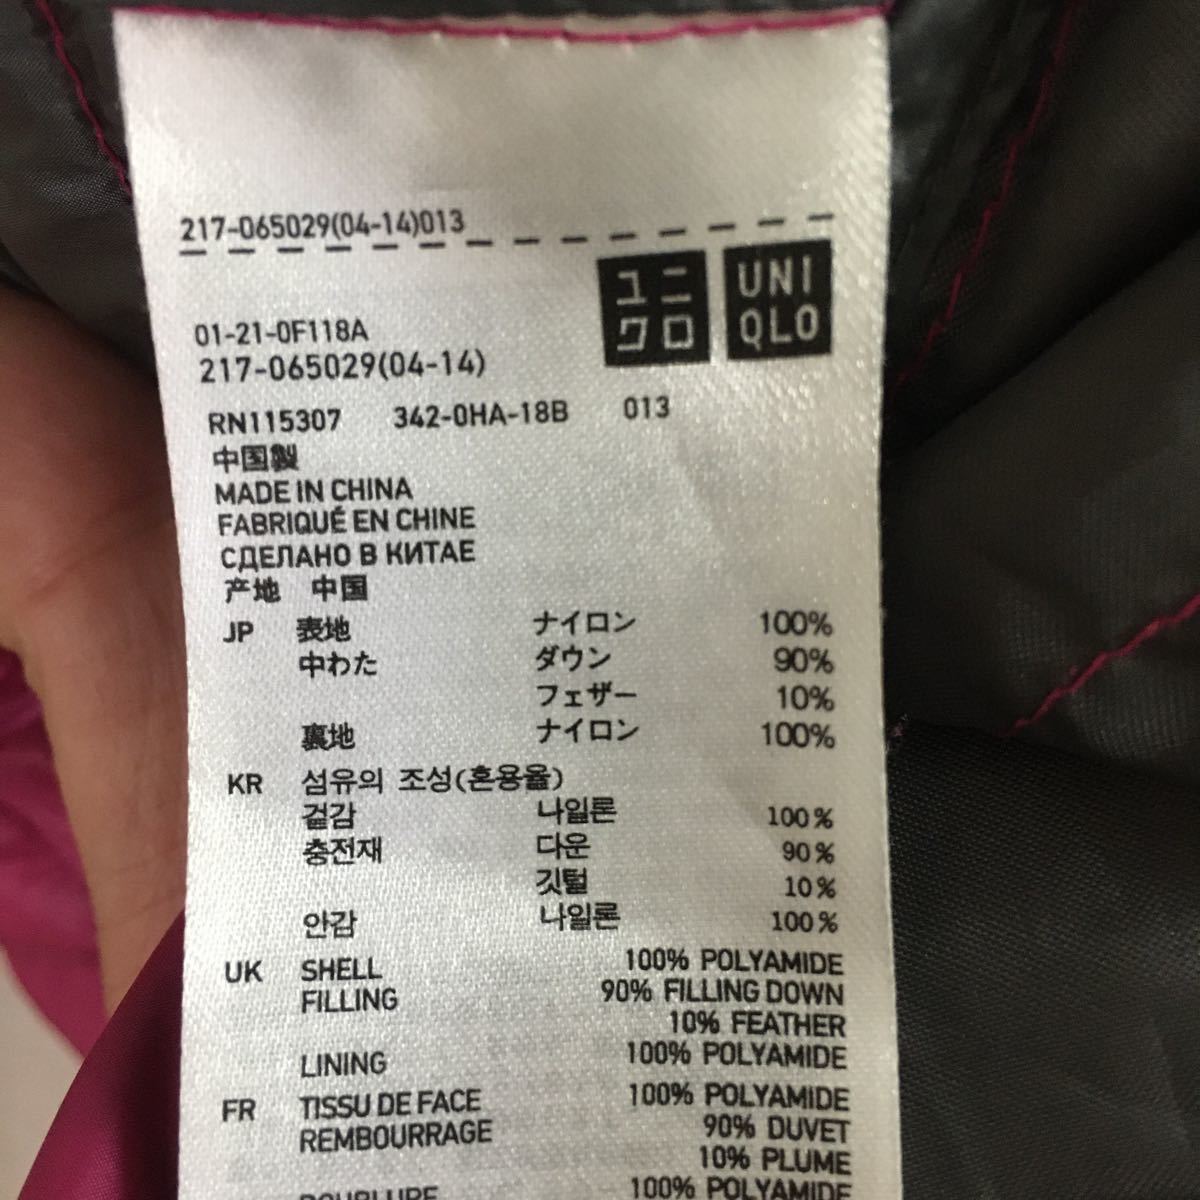 217-065029(04-14)013
ユニ
クロ
UNI
QLO
01-21-0F118A
217-065029(04-14)
RN115307 342-0HA-18B 013
中国製
MADE IN CHINA
FABRIQUÉ EN CHINE
СДЕЛАНО В КИТАЕ
产地 中国
JP 表地 ナイロン 100%
中わた ダウン 90%
フェザー 10%
裏地 ナイロン 100%
KR 섬유의 조성(혼용율)
겉감 나일론 100%
충전재 다운 90%
깃털 10%
안감 나일론 100%
UK SHELL 100% POLYAMIDE
FILLING 90% FILLING DOWN
10% FEATHER
LINING 100% POLYAMIDE
FR TISSU DE FACE 100% POLYAMIDE
REMBOURRAGE 90% DUVET
10% PLUME
DOUBLURE 100% POLYAMIDE